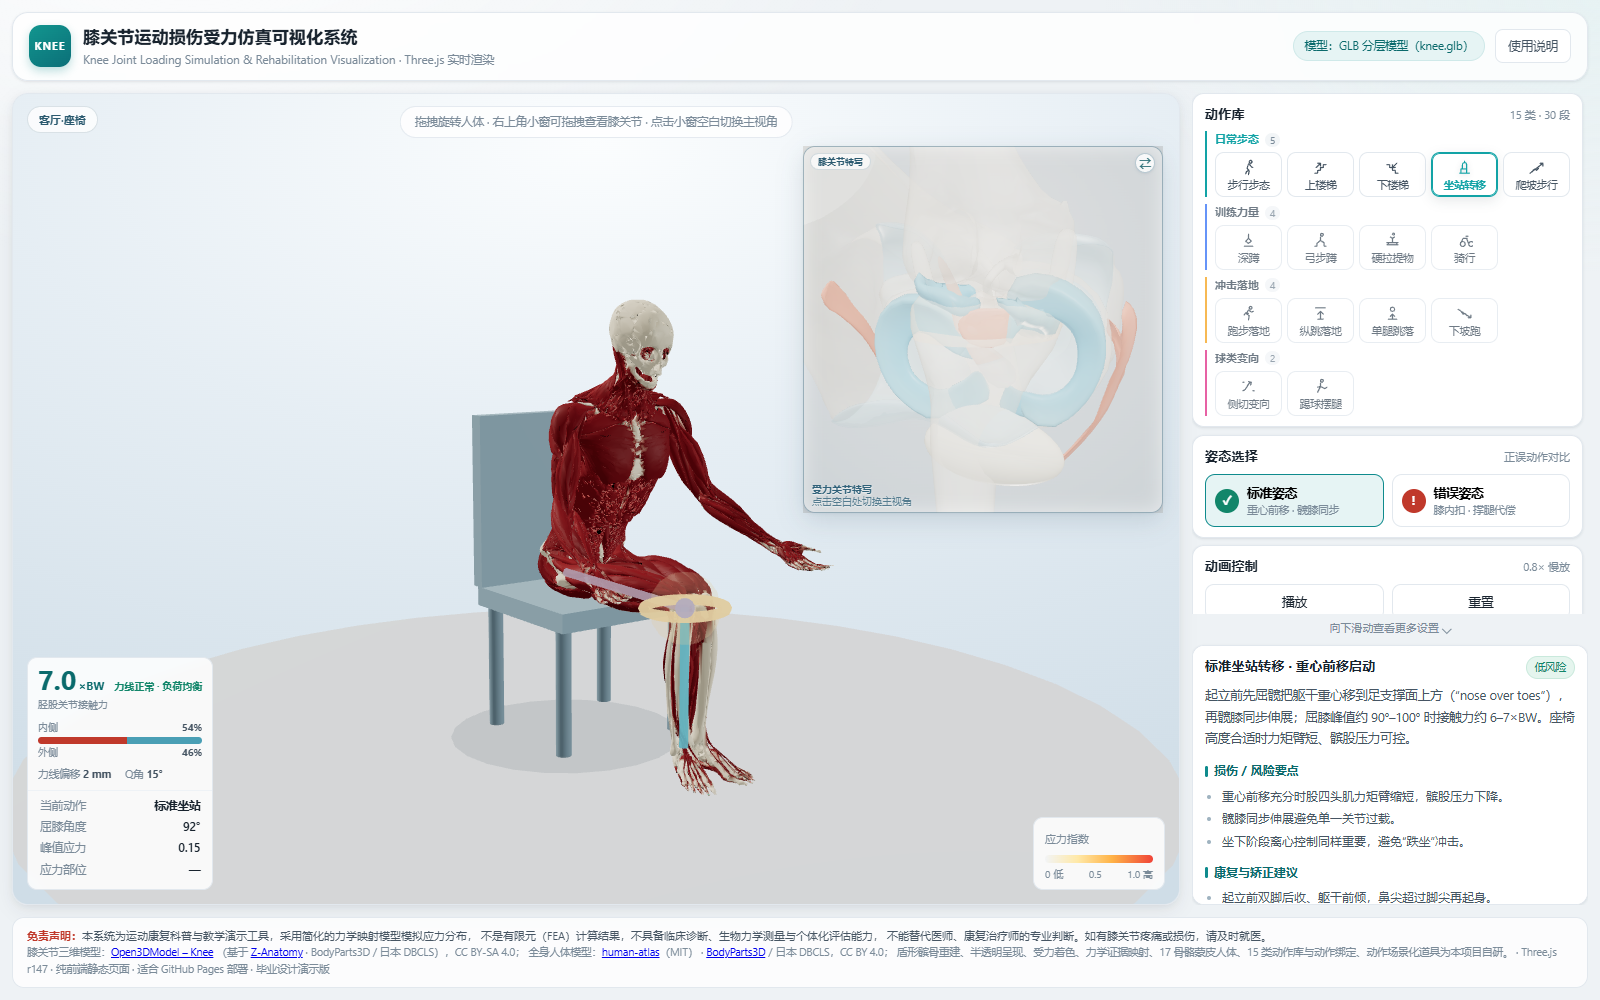 KNEE
膝关节运动损伤受力仿真可视化系统
Knee Joint Loading Simulation & Rehabilitation Visualization · Three.js 实时渲染
模型：GLB 分层模型（knee.glb）
使用说明
客厅·座椅
拖拽旋转人体 · 右上角小窗可拖拽查看膝关节 · 点击小窗空白切换主视角
膝关节特写
受力关节特写
点击空白处切换主视角
7.0 ×BW 力线正常 · 负荷均衡
胫股关节接触力
内侧 54%
外侧 46%
力线偏移 2 mm Q角 15°
当前动作 标准坐站
屈膝角度 92°
峰值应力 0.15
应力部位 —
应力指数
0 低 0.5 1.0 高
动作库 15 类 · 30 段
日常步态 5
步行步态 上楼梯 下楼梯 坐站转移 爬坡步行
训练力量 4
深蹲 弓步蹲 硬拉提物 骑行
冲击落地 4
跑步落地 纵跳落地 单腿跳落 下坡跑
球类变向 2
侧切变向 踢球摆腿
姿态选择 正误动作对比
标准姿态
重心前移 · 髋膝同步
错误姿态
膝内扣 · 撑腿代偿
动画控制 0.8× 慢放
播放 重置
向下滑动查看更多设置
标准坐站转移 · 重心前移启动 低风险
起立前先屈髋把躯干重心移到足支撑面上方（“nose over toes”），
再髋膝同步伸展；屈膝峰值约 90°–100° 时接触力约 6–7×BW。座椅
高度合适时力矩臂短、髌股压力可控。
损伤 / 风险要点
重心前移充分时股四头肌力矩臂缩短，髌股压力下降。
髋膝同步伸展避免单一关节过载。
坐下阶段离心控制同样重要，避免“跌坐”冲击。
康复与矫正建议
起立前双脚后收、躯干前倾，鼻尖超过脚尖再起身。
免责声明：本系统为运动康复科普与教学演示工具，采用简化的力学映射模型模拟应力分布， 不是有限元（FEA）计算结果，不具备临床诊断、生物力学测量与个体化评估能力， 不能替代医师、康复治疗师的专业判断。如有膝关节疼痛或损伤，请及时就医。
膝关节三维模型：Open3DModel – Knee （基于 Z-Anatomy · BodyParts3D / 日本 DBCLS），CC BY-SA 4.0； 全身人体模型：human-atlas（MIT）· BodyParts3D / 日本 DBCLS，CC BY 4.0； 盾形髌骨重建、半透明呈现、受力着色、力学证据映射、17 骨骼蒙皮人体、15 类动作库与动作绑定、动作场景化道具为本项目自研。 · Three.js
r147 · 纯前端静态页面 · 适合 GitHub Pages 部署 · 毕业设计演示版